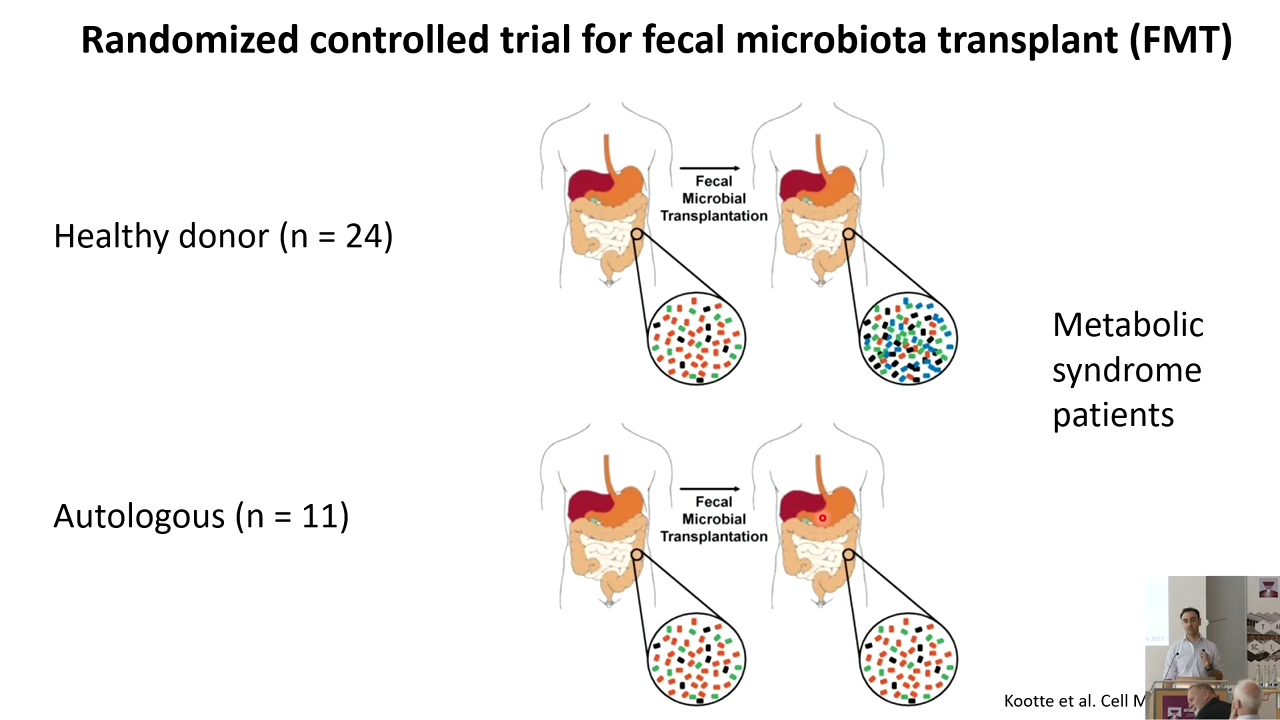 Randomized controlled trial for fecal microbiota transplant (FMT)
Fecal
Microbial
Transplantation
Healthy donor (n = 24)
Metabolic
syndrome
patients
Fecal
Microbial
Transplantation
Autologous (n = 11)
Kootte et al. Cell M
2017